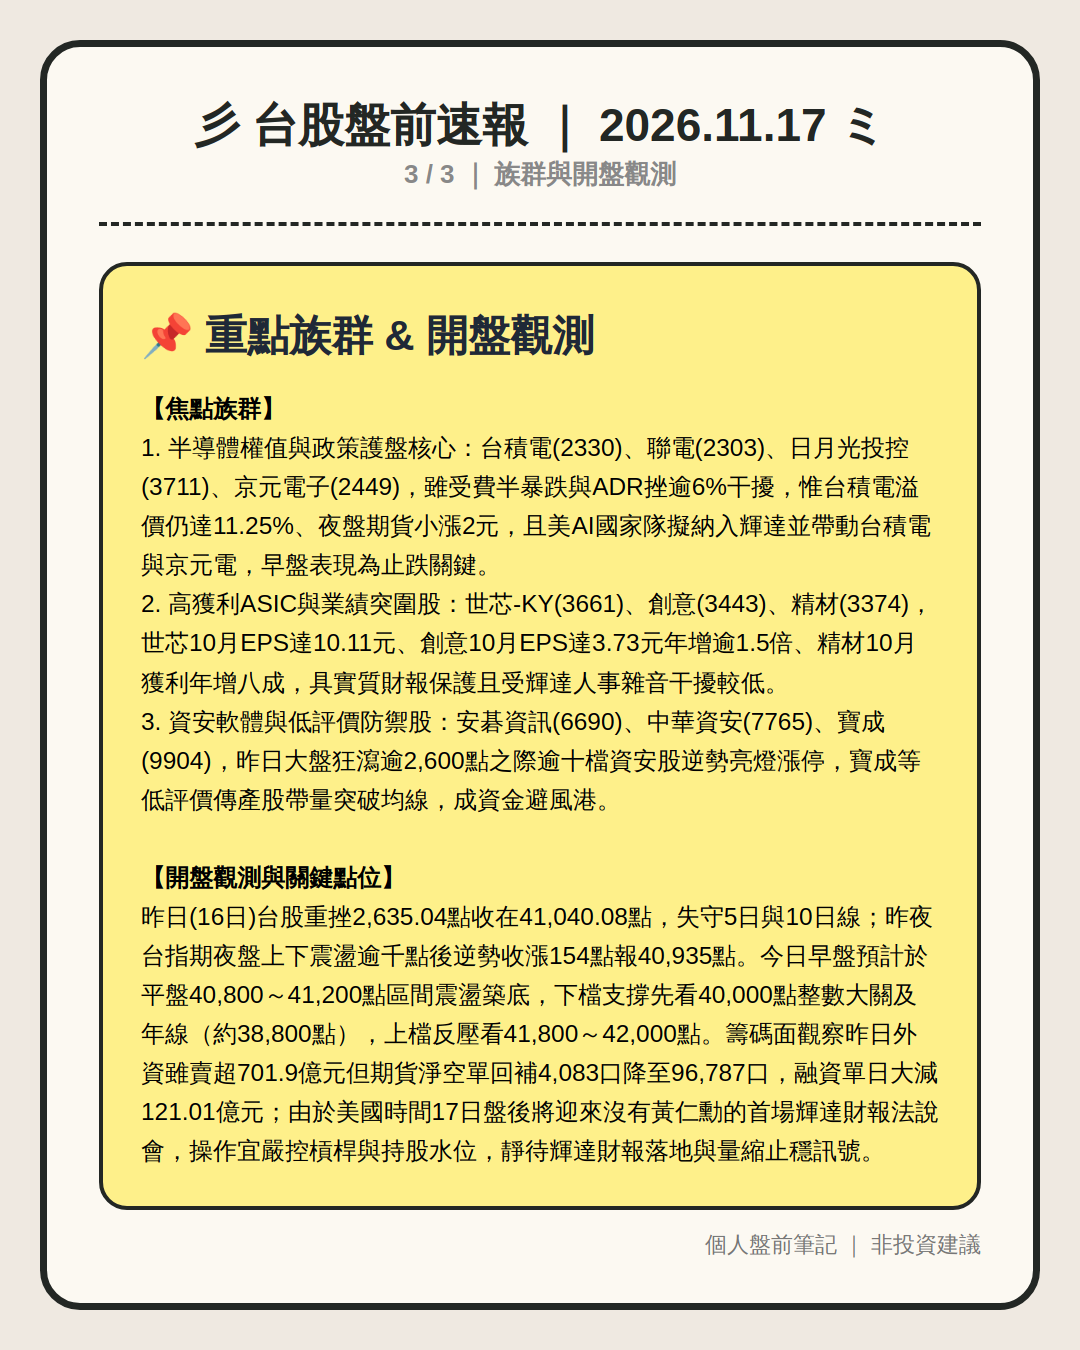 彡 台股盤前速報 ｜ 2026.11.17 ミ
3 / 3 ｜ 族群與開盤觀測
📌 重點族群 & 開盤觀測
【焦點族群】
1. 半導體權值與政策護盤核心：台積電(2330)、聯電(2303)、日月光投控
(3711)、京元電子(2449)，雖受費半暴跌與ADR挫逾6%干擾，惟台積電溢
價仍達11.25%、夜盤期貨小漲2元，且美AI國家隊擬納入輝達並帶動台積電
與京元電，早盤表現為止跌關鍵。
2. 高獲利ASIC與業績突圍股：世芯-KY(3661)、創意(3443)、精材(3374)，
世芯10月EPS達10.11元、創意10月EPS達3.73元年增逾1.5倍、精材10月
獲利年增八成，具實質財報保護且受輝達人事雜音干擾較低。
3. 資安軟體與低評價防禦股：安碁資訊(6690)、中華資安(7765)、寶成
(9904)，昨日大盤狂瀉逾2,600點之際逾十檔資安股逆勢亮燈漲停，寶成等
低評價傳產股帶量突破均線，成資金避風港。
【開盤觀測與關鍵點位】
昨日(16日)台股重挫2,635.04點收在41,040.08點，失守5日與10日線；昨夜
台指期夜盤上下震盪逾千點後逆勢收漲154點報40,935點。今日早盤預計於
平盤40,800～41,200點區間震盪築底，下檔支撐先看40,000點整數大關及
年線（約38,800點），上檔反壓看41,800～42,000點。籌碼面觀察昨日外
資雖賣超701.9億元但期貨淨空單回補4,083口降至96,787口，融資單日大減
121.01億元；由於美國時間17日盤後將迎來沒有黃仁勳的首場輝達財報法說
會，操作宜嚴控槓桿與持股水位，靜待輝達財報落地與量縮止穩訊號。
個人盤前筆記 ｜ 非投資建議